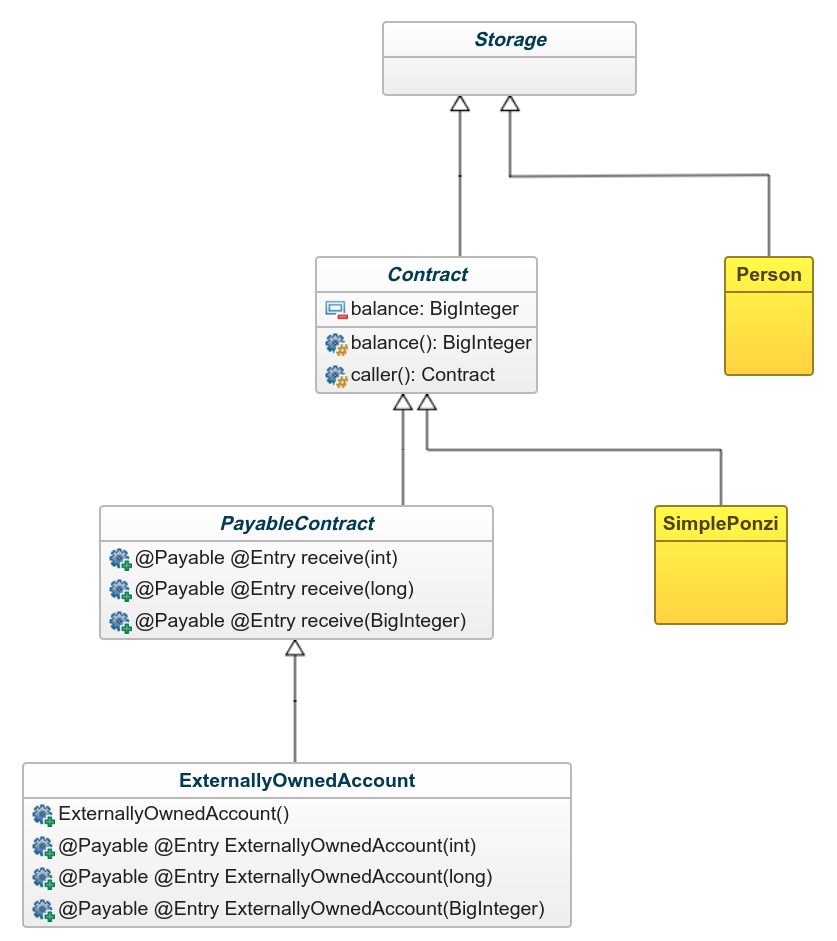 Storage
Contract
balance: BigInteger
balance(): BigInteger
caller(): Contract
Person
PayableContract
@Payable @Entry receive(int)
@Payable @Entry receive(long)
@Payable @Entry receive(BigInteger)
SimplePonzi
ExternallyOwnedAccount
ExternallyOwnedAccount()
@Payable @Entry ExternallyOwnedAccount(int)
@Payable @Entry ExternallyOwnedAccount(long)
@Payable @Entry ExternallyOwnedAccount(BigInteger)